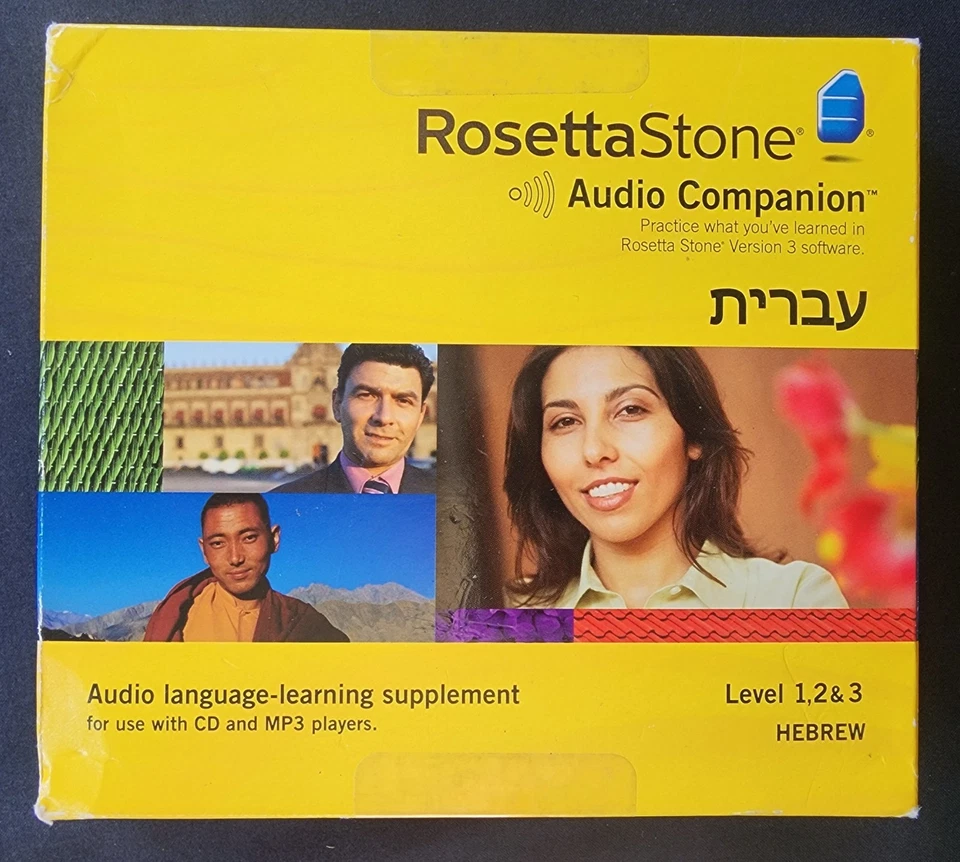 RosettaStone®
Audio Companion™
Practice what you've learned in
Rosetta Stone® Version 3 software.
עברית
Audio language-learning supplement
for use with CD and MP3 players.
Level 1,2&3
HEBREW